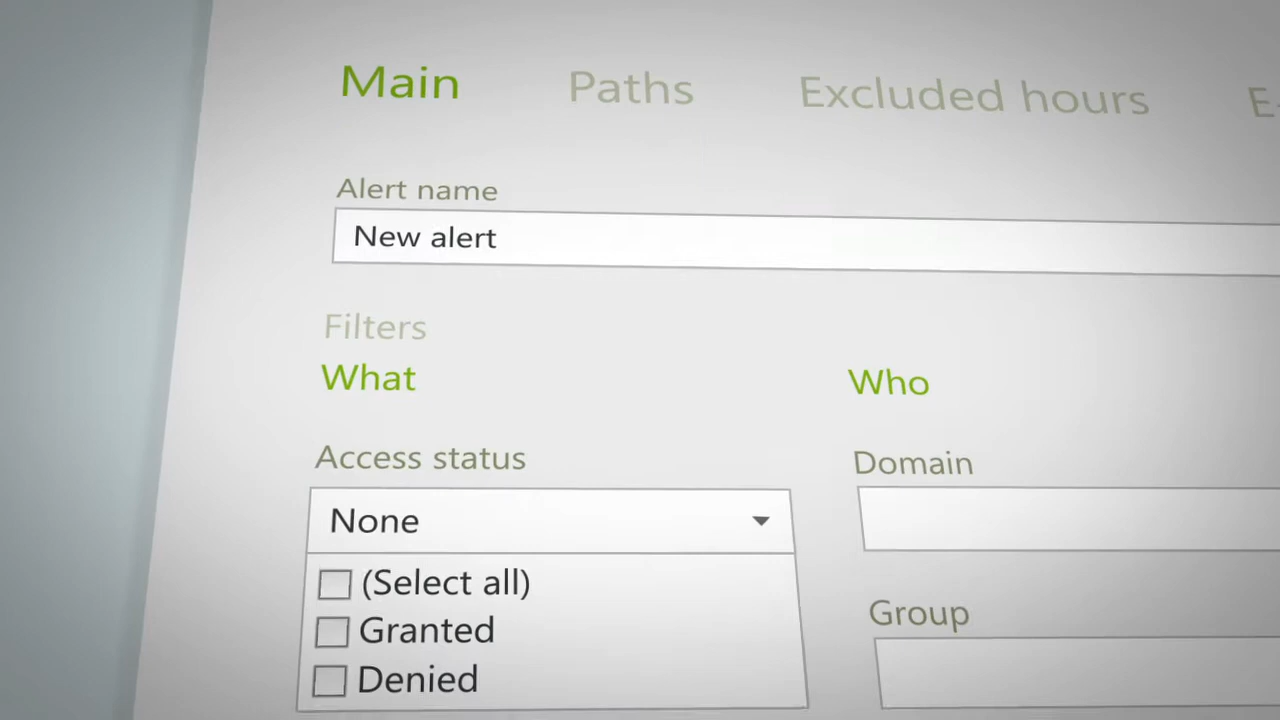 Main Paths Excluded hours E-
Alert name
New alert
Filters
What Who
Access status Domain
None
(Select all)
Granted Group
Denied